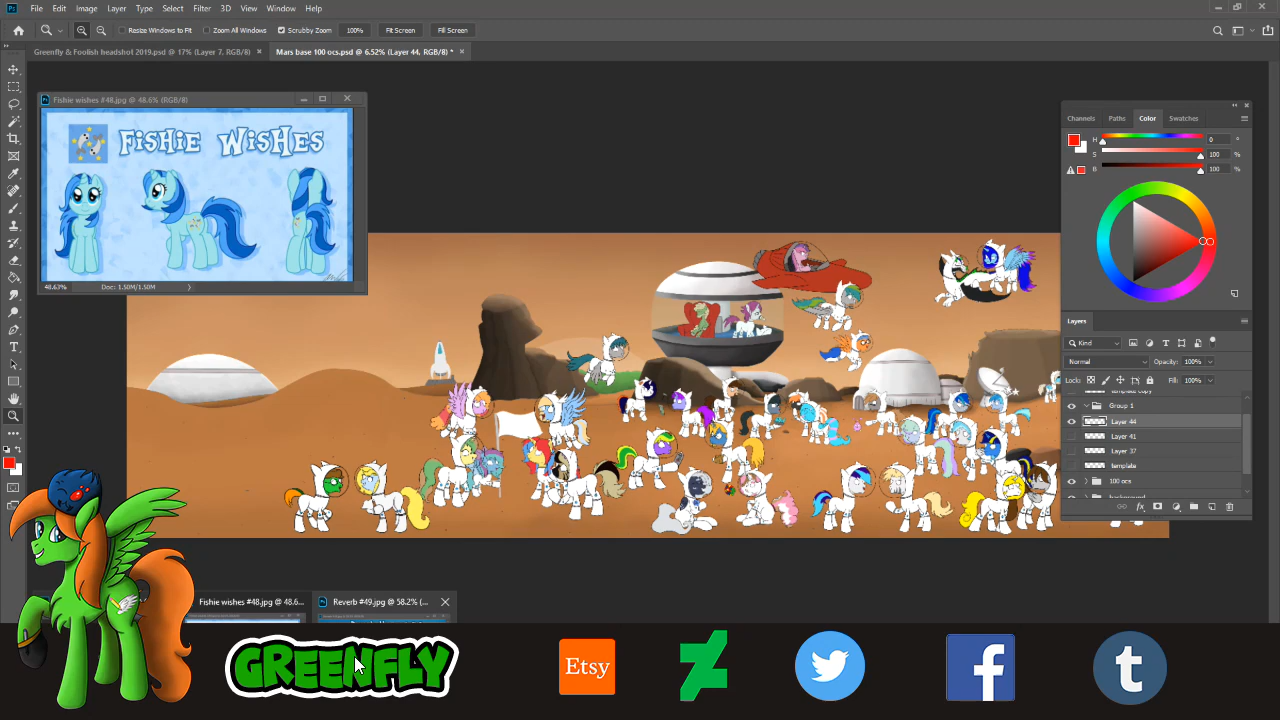 File Edit Image Layer Type Select Filter 3D View Window Help
Resize Windows to Fit Zoom All Windows Scrubby Zoom 100% Fit Screen Fill Screen
Greenfly & Foolish headshot 2019.psd @ 17% (Layer 7, RGB/8) × Mars base 100 ocs.psd @ 6.52% (Layer 44, RGB/8) * ×
Fishie wishes #48.jpg @ 48.6% (RGB/8)
FiSHiE WiSHES
48.67% Doc: 1.50M/1.50M
Channels Paths Color Swatches
H 0 °
S 100 %
B 100 %
Layers
Kind
Normal Opacity: 100%
Lock: Fill: 100%
template copy
Group 1
Layer 44
Layer 41
Layer 37
template
100 ocs
background
Fishie wishes #48.jpg @ 48.6... Reverb #49.jpg @ 58.2% (...
GREENFLY
Etsy
f
t